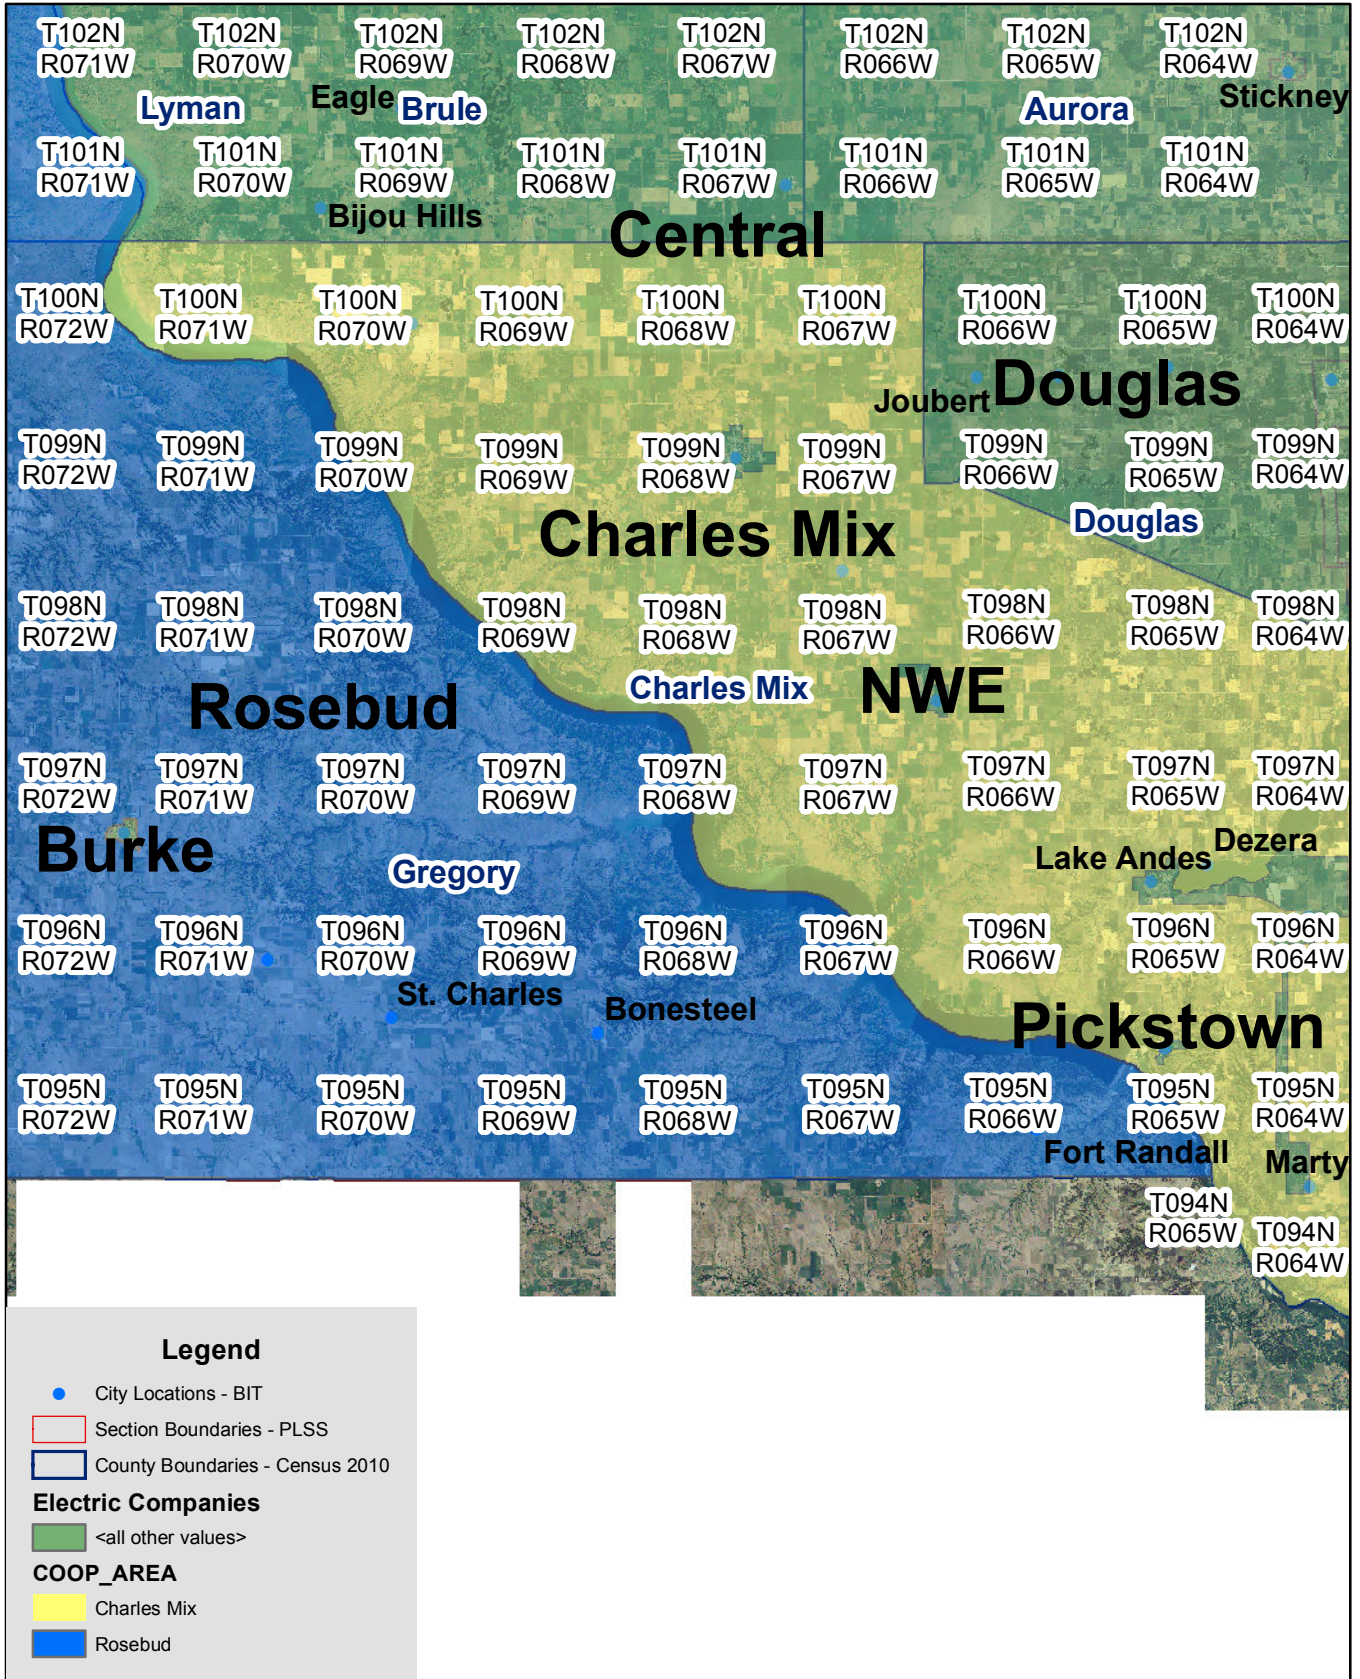 T102N T102N T102N T102N T102N T102N T102N T102N
R071W R070W R069W R068W R067W R066W R065W R064W
Lyman Eagle Brule Aurora Stickney
T101N T101N T101N T101N T101N T101N T101N T101N
R071W R070W R069W R068W R067W R066W R065W R064W
Bijou Hills
Central
T100N T100N T100N T100N T100N T100N T100N T100N T100N
R072W R071W R070W R069W R068W R067W R066W R065W R064W
Joubert Douglas
T099N T099N T099N T099N T099N T099N T099N T099N T099N
R072W R071W R070W R069W R068W R067W R066W R065W R064W
Charles Mix Douglas
T098N T098N T098N T098N T098N T098N T098N T098N T098N
R072W R071W R070W R069W R068W R067W R066W R065W R064W
Rosebud Charles Mix NWE
T097N T097N T097N T097N T097N T097N T097N T097N T097N
R072W R071W R070W R069W R068W R067W R066W R065W R064W
Burke Gregory Lake Andes Dezera
T096N T096N T096N T096N T096N T096N T096N T096N T096N
R072W R071W R070W R069W R068W R067W R066W R065W R064W
St. Charles Bonesteel Pickstown
T095N T095N T095N T095N T095N T095N T095N T095N T095N
R072W R071W R070W R069W R068W R067W R066W R065W R064W
Fort Randall Marty
T094N T094N
R065W R064W
Legend
City Locations - BIT
Section Boundaries - PLSS
County Boundaries - Census 2010
Electric Companies
<all other values>
COOP_AREA
Charles Mix
Rosebud